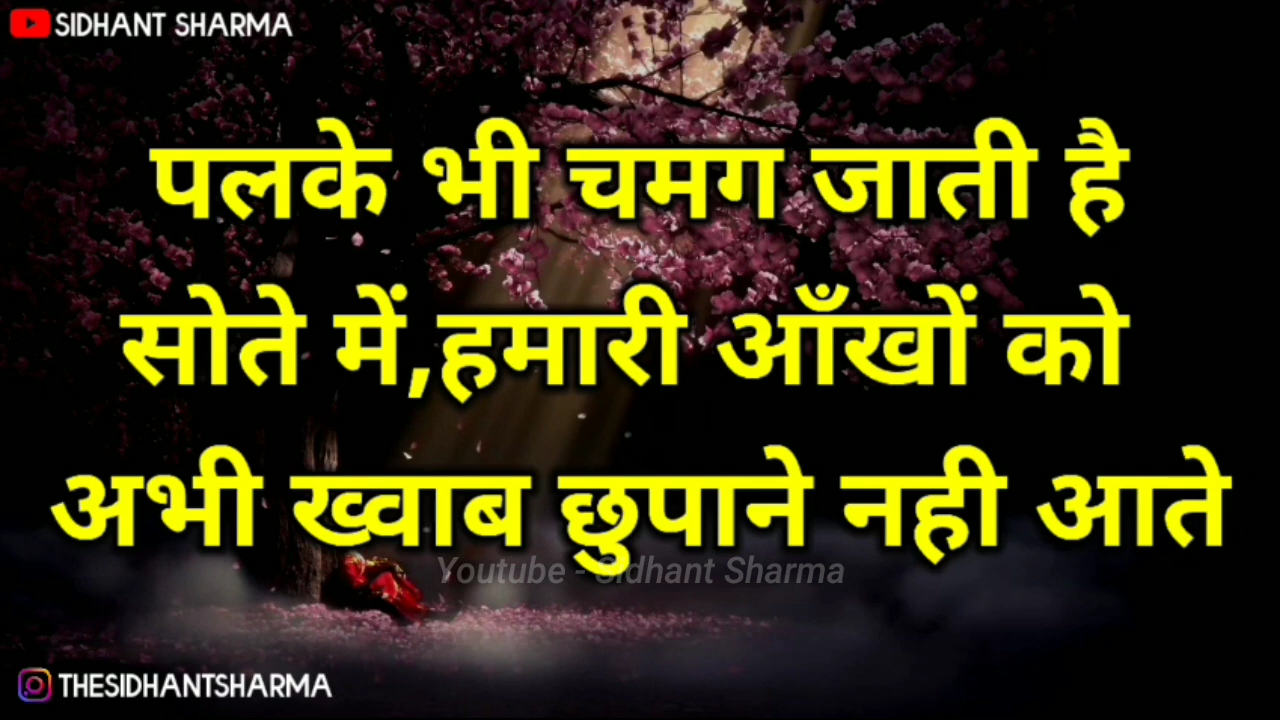 SIDHANT SHARMA
पलके भी चमग जाती है
सोते में,हमारी आँखों को
अभी ख्वाब छुपाने नही आते
Youtube - Sidhant Sharma
THESIDHANTSHARMA